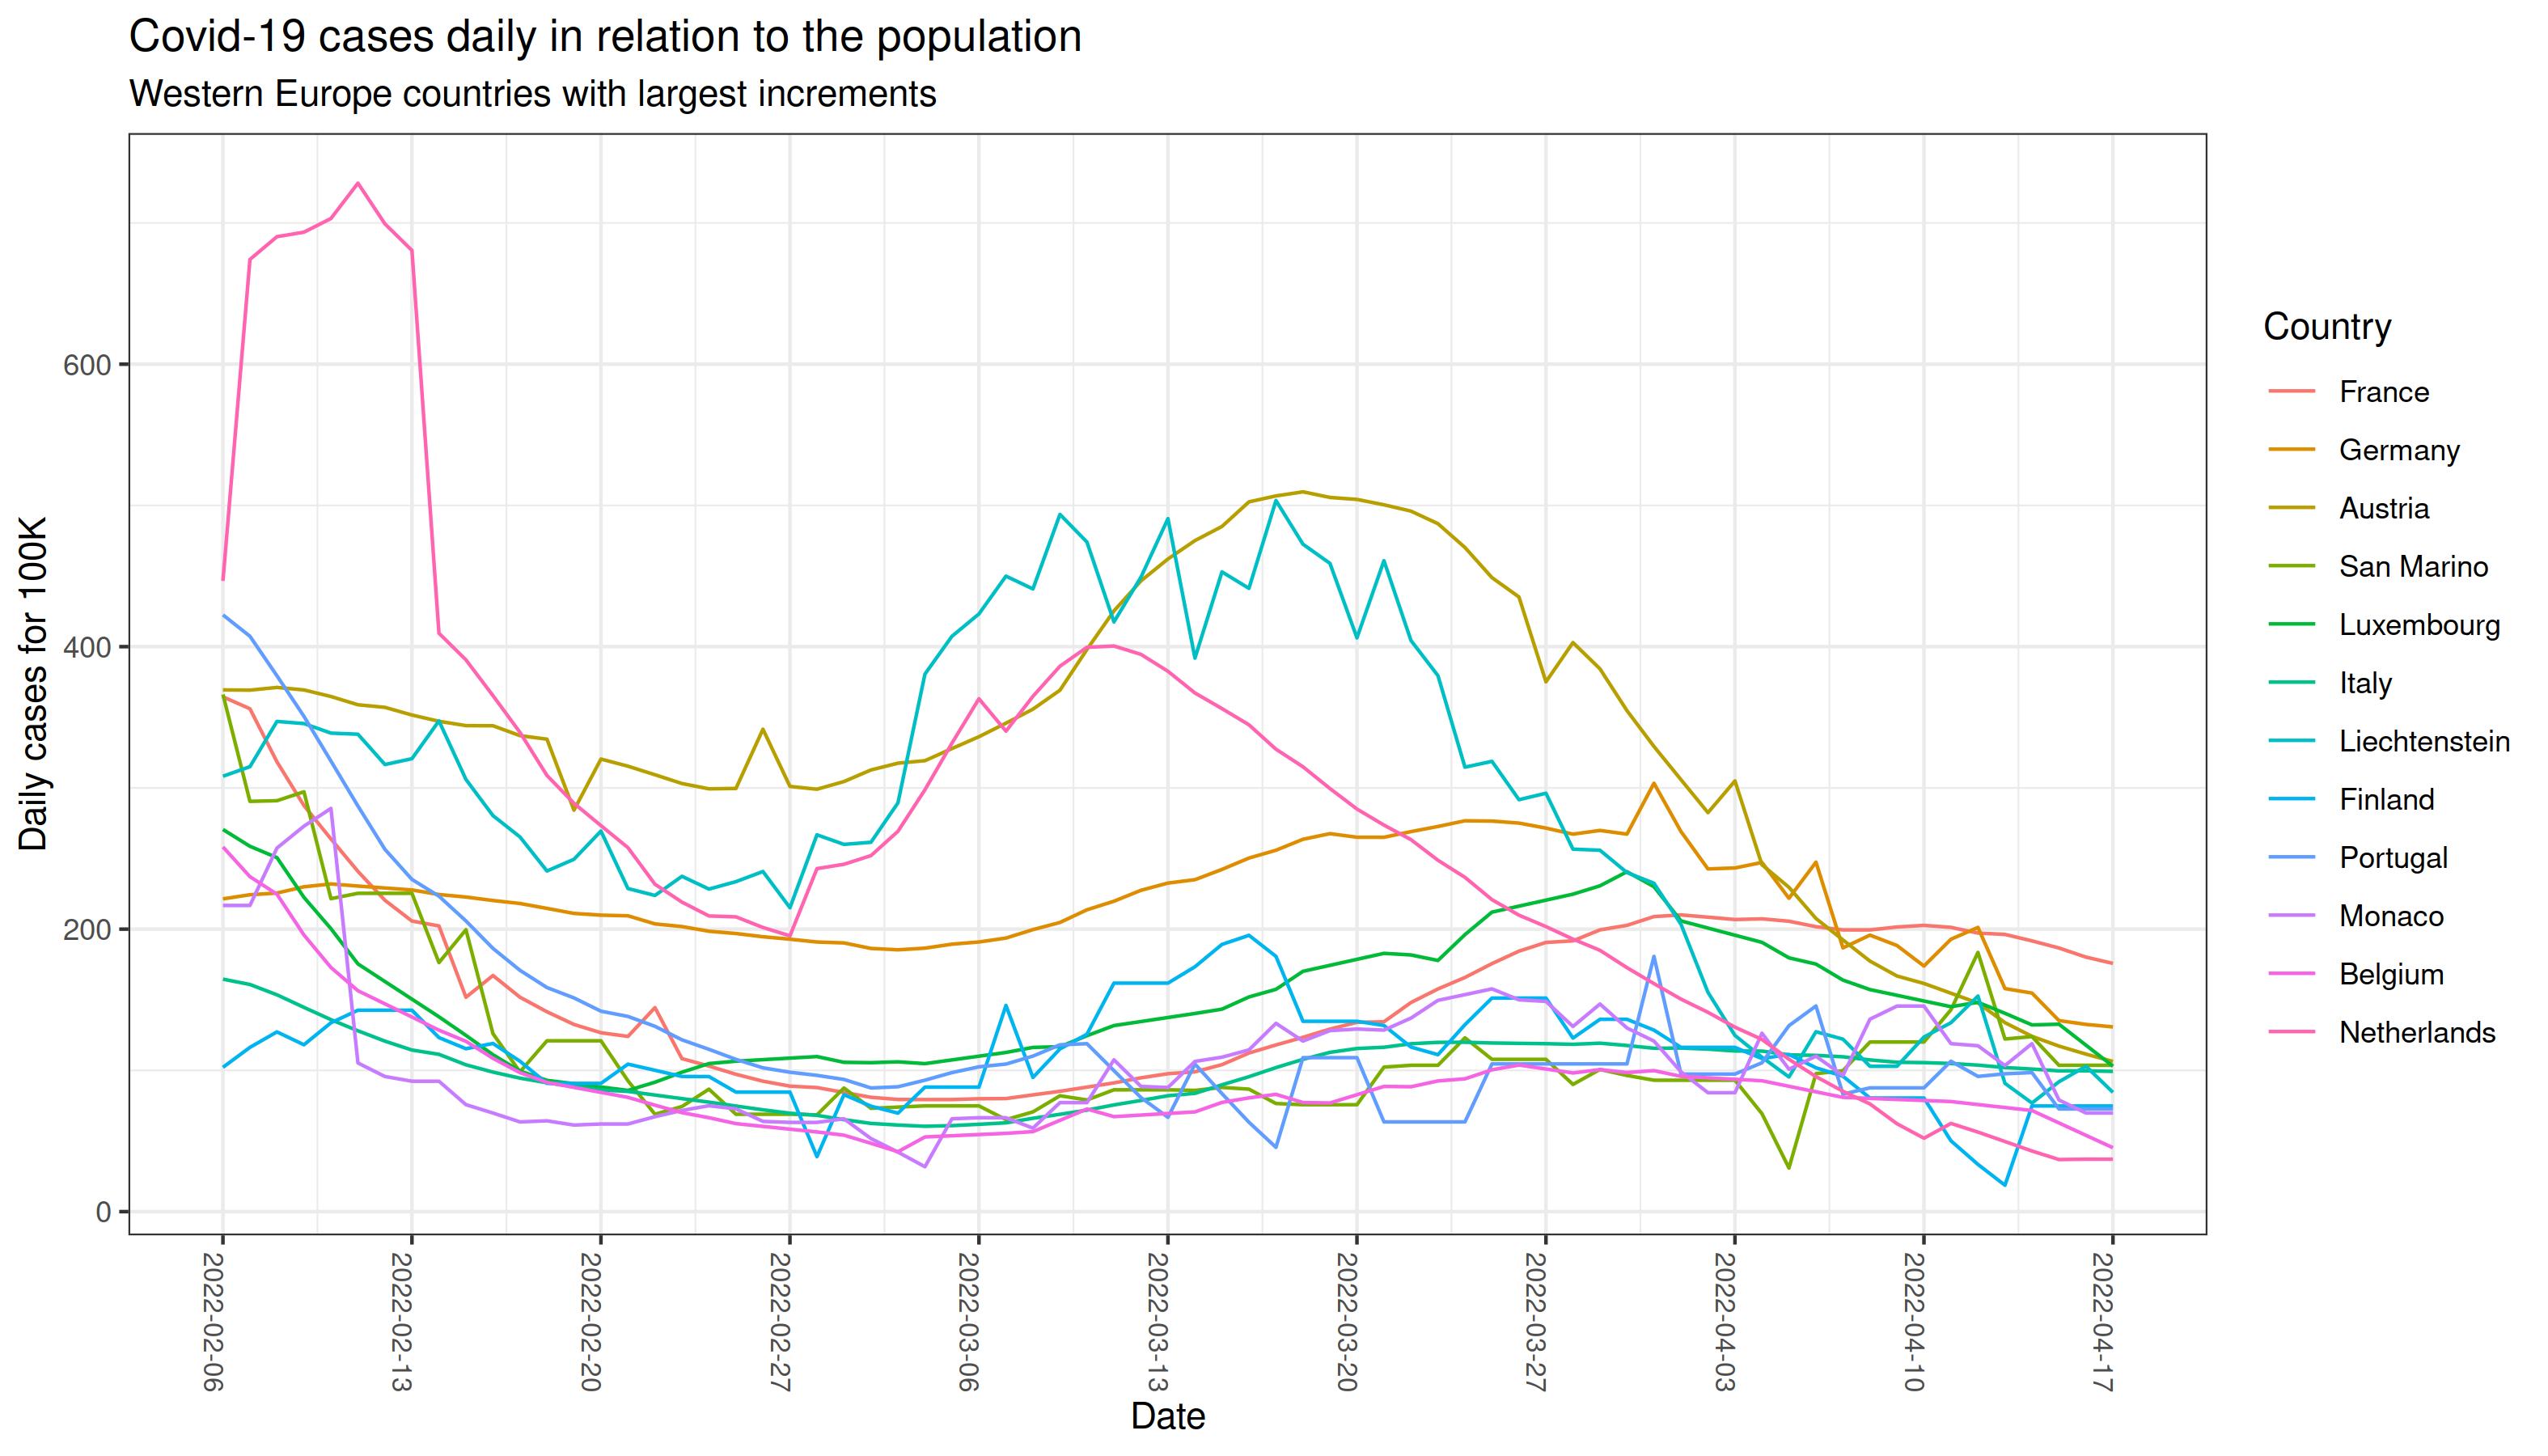 Covid-19 cases daily in relation to the population
Western Europe countries with largest increments
Daily cases for 100K
600
400
200
0
2022-02-06
2022-02-13
2022-02-20
2022-02-27
2022-03-06
2022-03-13
2022-03-20
2022-03-27
2022-04-03
2022-04-10
2022-04-17
Date
Country
France
Germany
Austria
San Marino
Luxembourg
Italy
Liechtenstein
Finland
Portugal
Monaco
Belgium
Netherlands